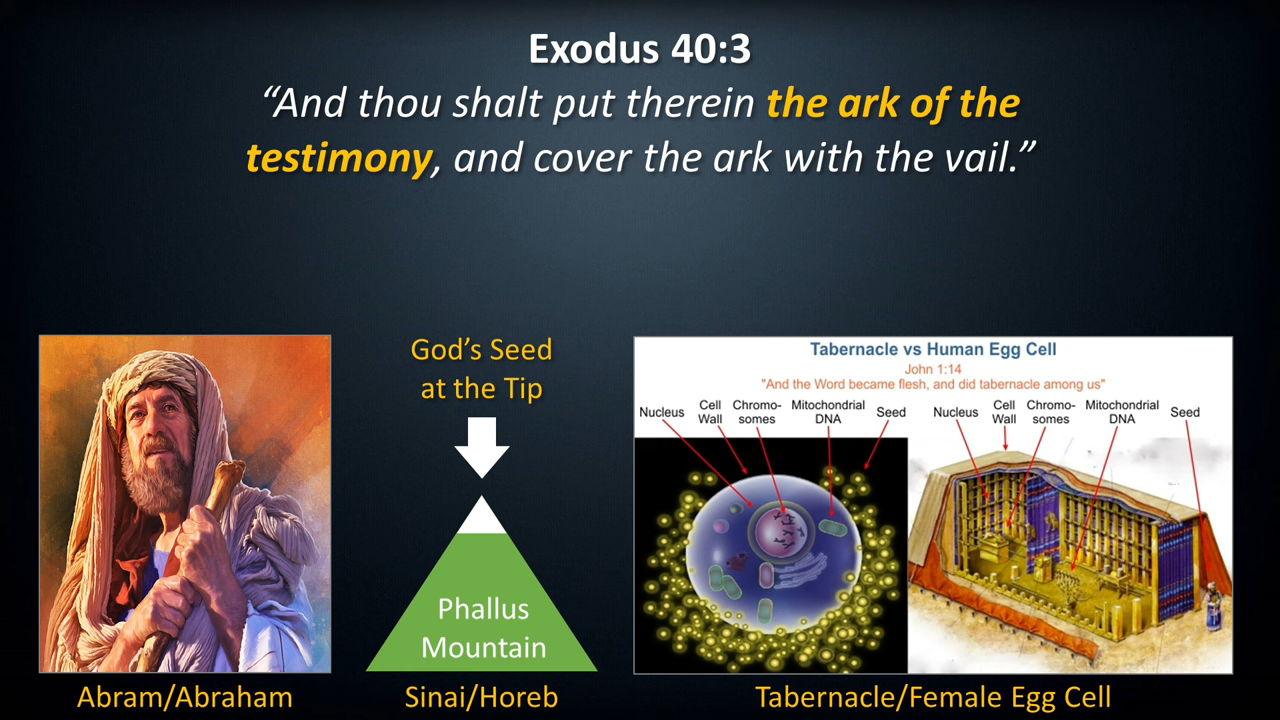 Exodus 40:3
“And thou shalt put therein the ark of the
testimony, and cover the ark with the vail.”
God’s Seed
at the Tip
Phallus
Mountain
Tabernacle vs Human Egg Cell
John 1:14
"And the Word became flesh, and did tabernacle among us"
Nucleus Cell Wall Chromo-somes Mitochondrial DNA Seed Nucleus Cell Wall Chromo-somes Mitochondrial DNA Seed
Abram/Abraham
Sinai/Horeb
Tabernacle/Female Egg Cell